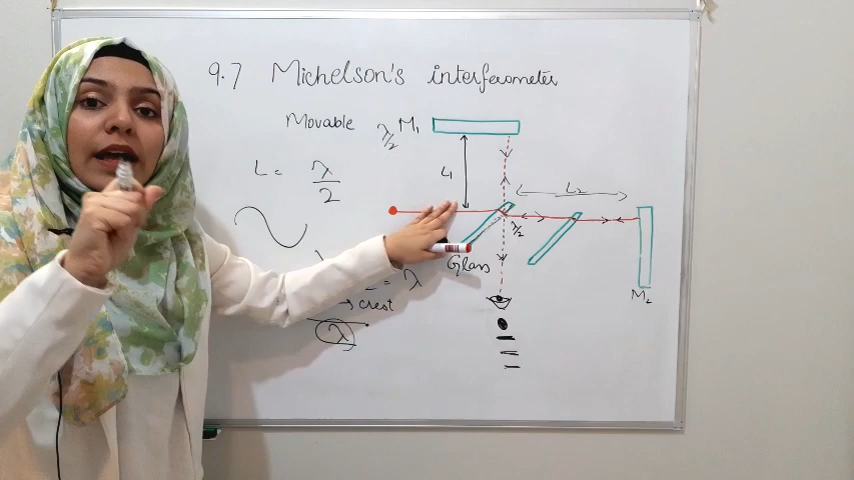 9.7 Michelson's interferometer
Movable λ/2 M₁
L = λ/2
L₁
L₂
λ/2
Glass
= λ
→ crest
λ
M₂